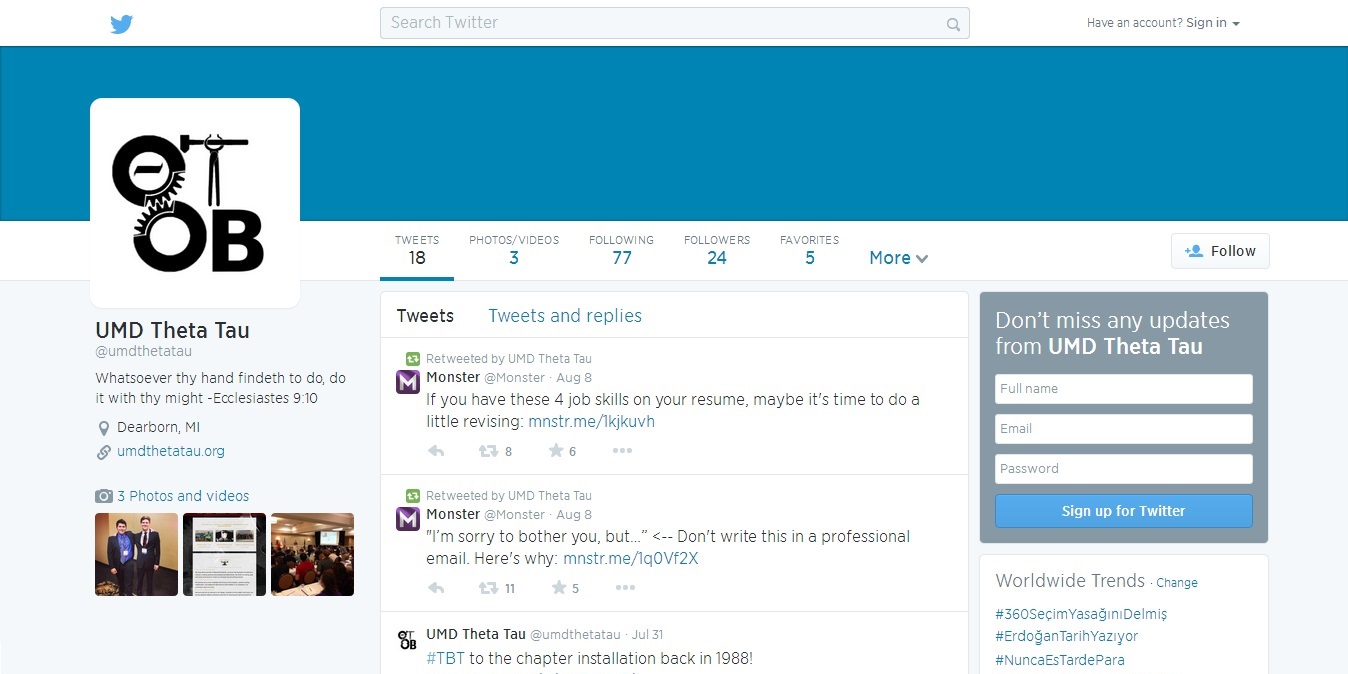 Search Twitter
Have an account? Sign in
ΘT
OB
TWEETS
18
PHOTOS/VIDEOS
3
FOLLOWING
77
FOLLOWERS
24
FAVORITES
5
More
Follow
UMD Theta Tau
@umdthetatau
Whatsoever thy hand findeth to do, do
it with thy might -Ecclesiastes 9:10
Dearborn, MI
umdthetatau.org
3 Photos and videos
Tweets
Tweets and replies
Retweeted by UMD Theta Tau
Monster @Monster · Aug 8
If you have these 4 job skills on your resume, maybe it's time to do a
little revising: mnstr.me/1kjkuvh
8
6
Retweeted by UMD Theta Tau
Monster @Monster · Aug 8
"I'm sorry to bother you, but..." <-- Don't write this in a professional
email. Here's why: mnstr.me/1q0Vf2X
11
5
UMD Theta Tau @umdthetatau · Jul 31
#TBT to the chapter installation back in 1988!
Don't miss any updates
from UMD Theta Tau
Full name
Email
Password
Sign up for Twitter
Worldwide Trends · Change
#360SeçimYasağınıDelmiş
#ErdoğanTarihYazıyor
#NuncaEsTardePara